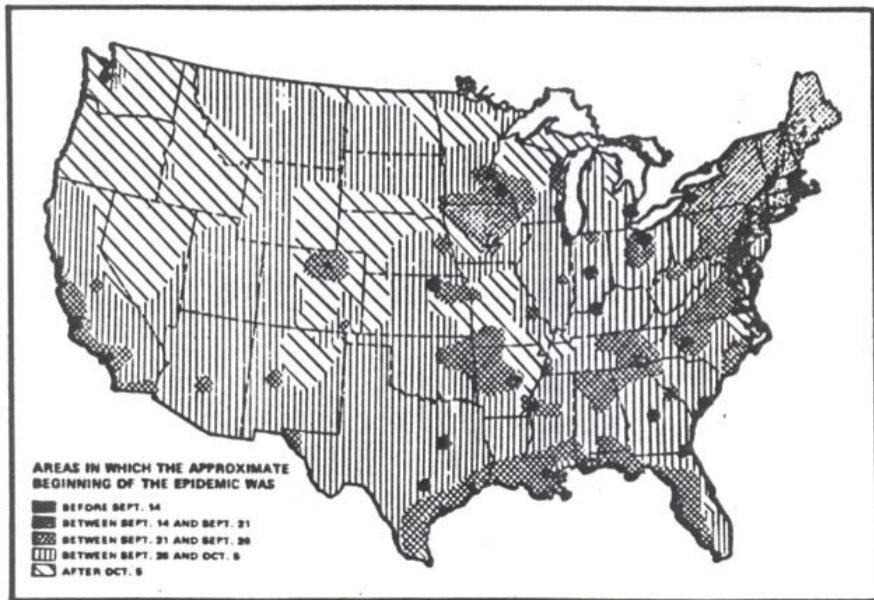 AREAS IN WHICH THE APPROXIMATE
BEGINNING OF THE EPIDEMIC WAS
BEFORE SEPT. 14
BETWEEN SEPT. 14 AND SEPT. 21
BETWEEN SEPT. 21 AND SEPT. 28
BETWEEN SEPT. 28 AND OCT. 5
AFTER OCT. 5